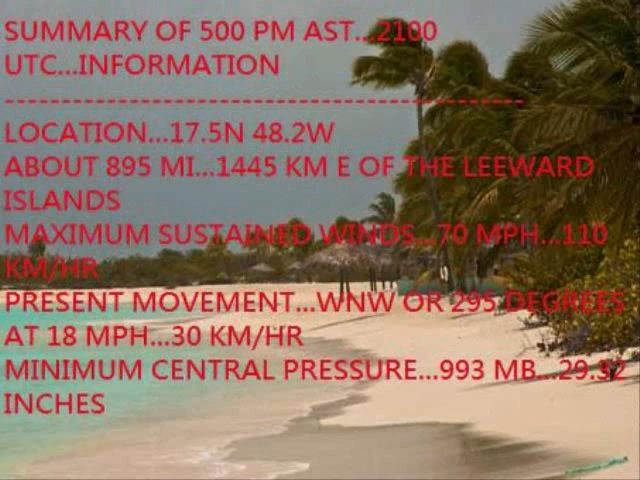 SUMMARY OF 500 PM AST...2100
UTC...INFORMATION
----------------------------------------------
LOCATION...17.5N 48.2W
ABOUT 895 MI...1445 KM E OF THE LEEWARD
ISLANDS
MAXIMUM SUSTAINED WINDS...70 MPH...110
KM/HR
PRESENT MOVEMENT...WNW OR 295 DEGREES
AT 18 MPH...30 KM/HR
MINIMUM CENTRAL PRESSURE...993 MB...29.32
INCHES